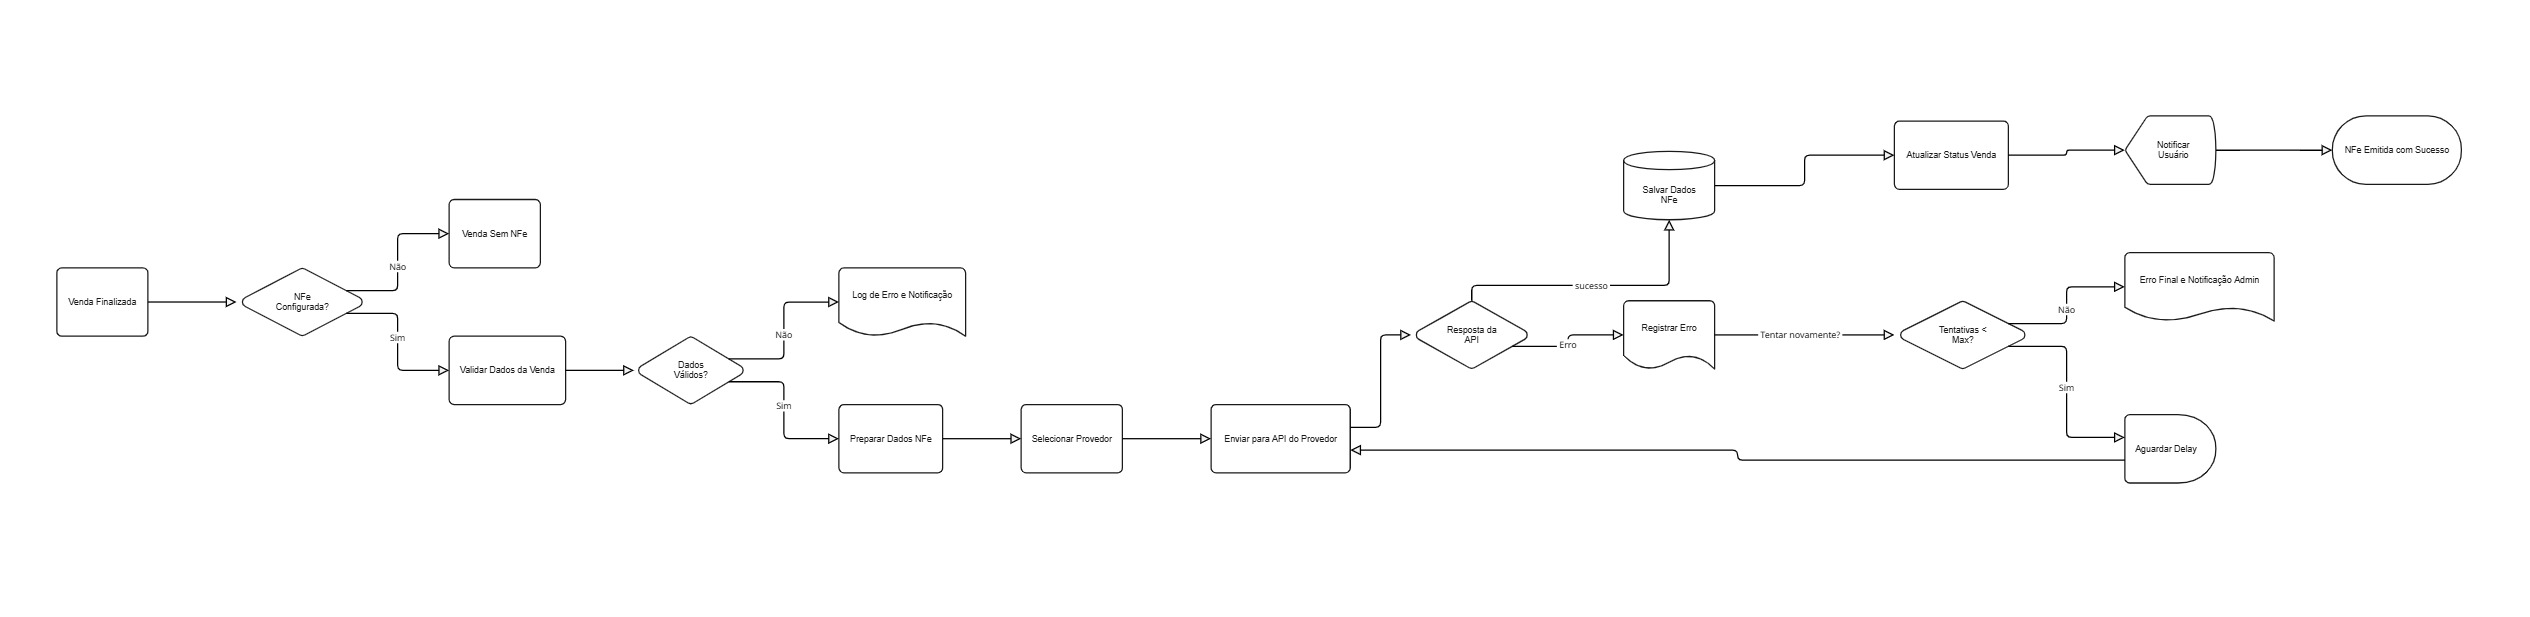 Venda Finalizada
NFe
Configurada?
Não
Sim
Venda Sem NFe
Validar Dados da Venda
Dados
Válidos?
Não
Sim
Log de Erro e Notificação
Preparar Dados NFe
Selecionar Provedor
Enviar para API do Provedor
Resposta da
API
sucesso
Erro
Salvar Dados
NFe
Atualizar Status Venda
Notificar
Usuário
NFe Emitida com Sucesso
Registrar Erro
Tentar novamente?
Tentativas <
Max?
Não
Sim
Erro Final e Notificação Admin
Aguardar Delay